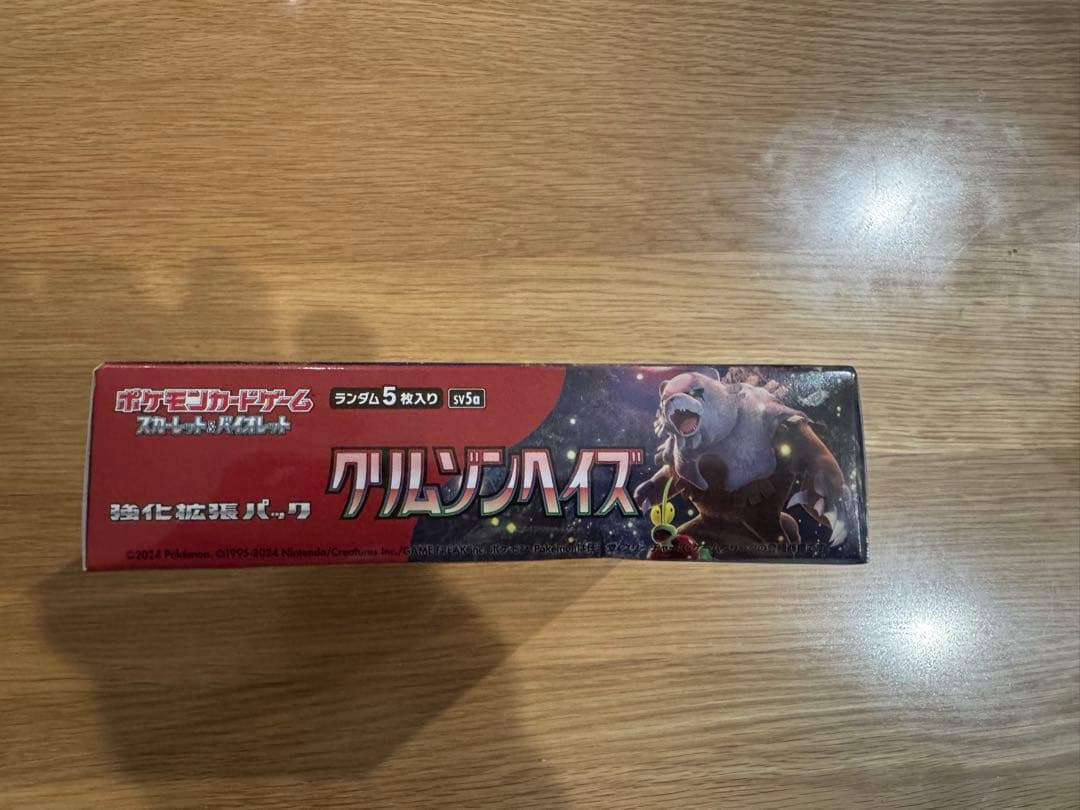 ポケモンカードゲーム
スカーレット&バイオレット
ランダム5枚入り SV5a
クリムゾンヘイズ
強化拡張パック
©2024 Pokémon. ©1995-2024 Nintendo/Creatures Inc./GAME FREAK inc.